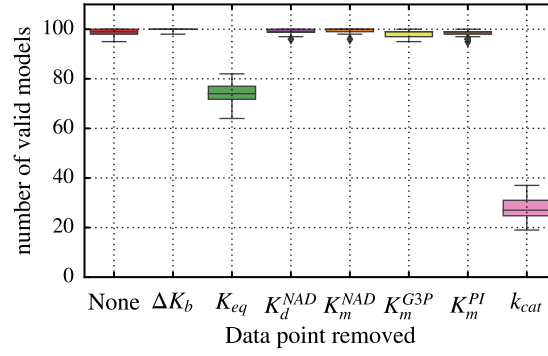 number of valid models
100
80
60
40
20
0
None ΔK_b K_eq K_d^NAD K_m^NAD K_m^G3P K_m^PI k_cat
Data point removed